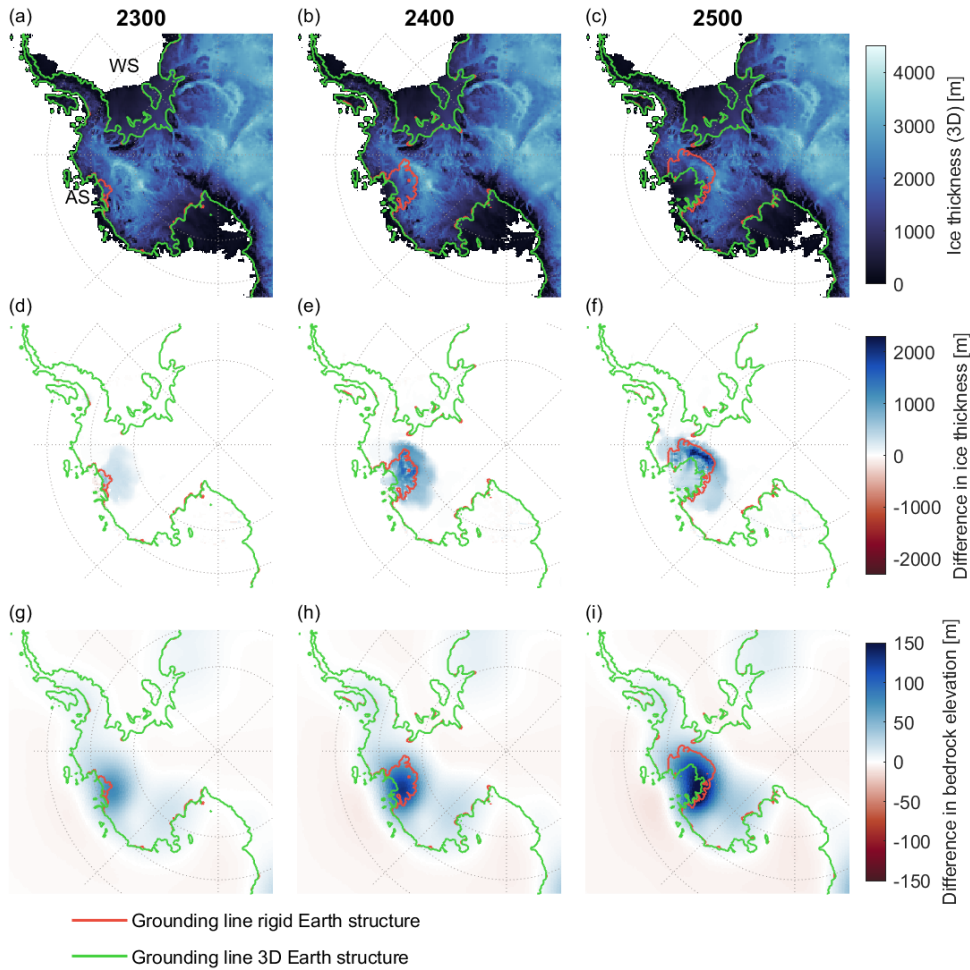 (a) 2300 (b) 2400 (c) 2500
WS
AS
4000
3000
2000
1000
0
Ice thickness (3D) [m]
(d) (e) (f)
2000
1000
0
-1000
-2000
Difference in ice thickness [m]
(g) (h) (i)
150
100
50
0
-50
-100
-150
Difference in bedrock elevation [m]
Grounding line rigid Earth structure
Grounding line 3D Earth structure